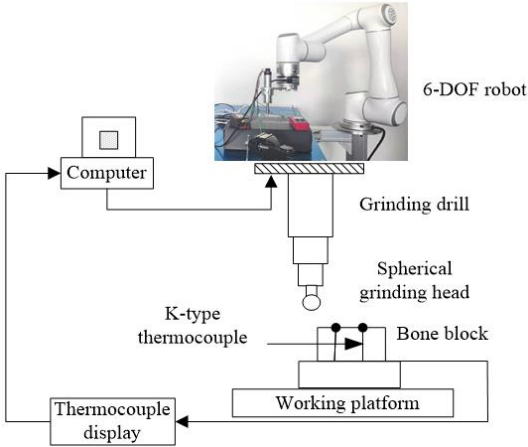 6-DOF robot
Computer
Grinding drill
Spherical
grinding head
K-type
thermocouple
Bone block
Working platform
Thermocouple
display